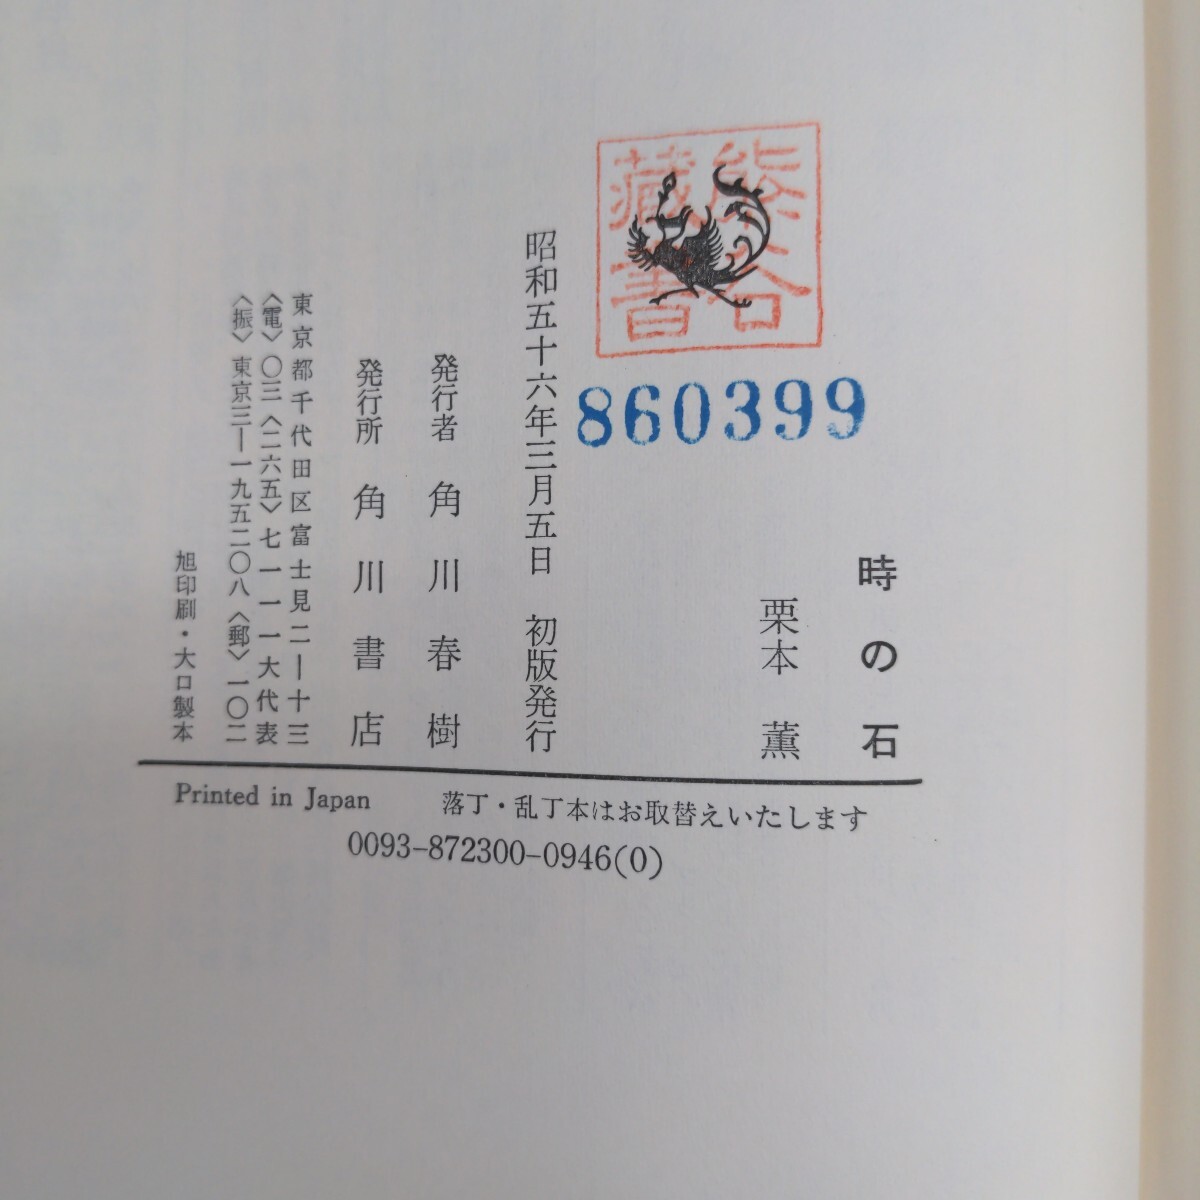 熊谷
蔵書
860399
時の石
栗本 薫
昭和五十六年三月五日 初版発行
発行者 角川春樹
発行所 角川書店
東京都千代田区富士見二ー十三
〈電〉〇三〈二六五〉七一一一大代表
〈振〉東京三ー一九五二〇八〈郵〉一〇二
旭印刷・大口製本
Printed in Japan 落丁・乱丁本はお取替えいたします
0093-872300-0946(0)